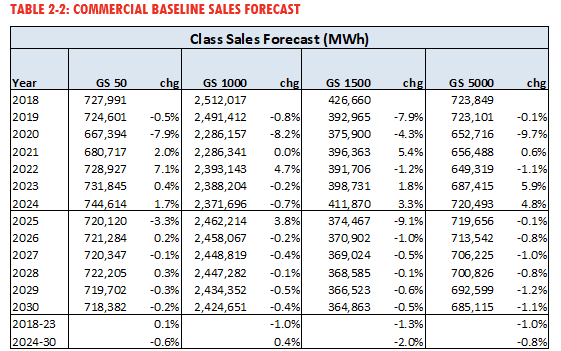 TABLE 2-2: COMMERCIAL BASELINE SALES FORECAST
Class Sales Forecast (MWh)
Year GS 50 chg GS 1000 chg GS 1500 chg GS 5000 chg
2018 727,991 2,512,017 426,660 723,849
2019 724,601 -0.5% 2,491,412 -0.8% 392,965 -7.9% 723,101 -0.1%
2020 667,394 -7.9% 2,286,157 -8.2% 375,900 -4.3% 652,716 -9.7%
2021 680,717 2.0% 2,286,341 0.0% 396,363 5.4% 656,488 0.6%
2022 728,927 7.1% 2,393,143 4.7% 391,706 -1.2% 649,319 -1.1%
2023 731,845 0.4% 2,388,204 -0.2% 398,731 1.8% 687,415 5.9%
2024 744,614 1.7% 2,371,696 -0.7% 411,870 3.3% 720,493 4.8%
2025 720,120 -3.3% 2,462,214 3.8% 374,467 -9.1% 719,656 -0.1%
2026 721,284 0.2% 2,458,067 -0.2% 370,902 -1.0% 713,542 -0.8%
2027 720,347 -0.1% 2,448,819 -0.4% 369,024 -0.5% 706,225 -1.0%
2028 722,205 0.3% 2,447,282 -0.1% 368,585 -0.1% 700,826 -0.8%
2029 719,702 -0.3% 2,434,352 -0.5% 366,523 -0.6% 692,599 -1.2%
2030 718,382 -0.2% 2,424,651 -0.4% 364,863 -0.5% 685,115 -1.1%
2018-23 0.1% -1.0% -1.3% -1.0%
2024-30 -0.6% 0.4% -2.0% -0.8%